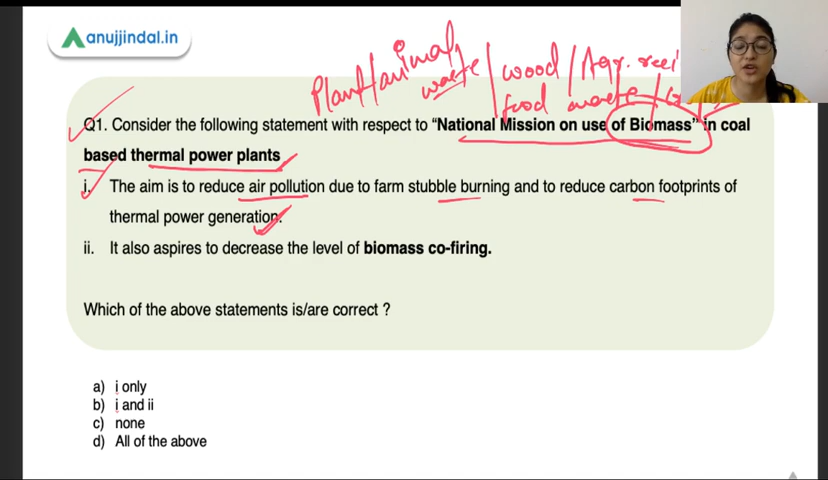 anujjindal.in
Plant/animal waste / wood / Agr.
food waste /
Q1. Consider the following statement with respect to “National Mission on use of Biomass” in coal
based thermal power plants
i. The aim is to reduce air pollution due to farm stubble burning and to reduce carbon footprints of
thermal power generation.
ii. It also aspires to decrease the level of biomass co-firing.
Which of the above statements is/are correct ?
a) i only
b) i and ii
c) none
d) All of the above